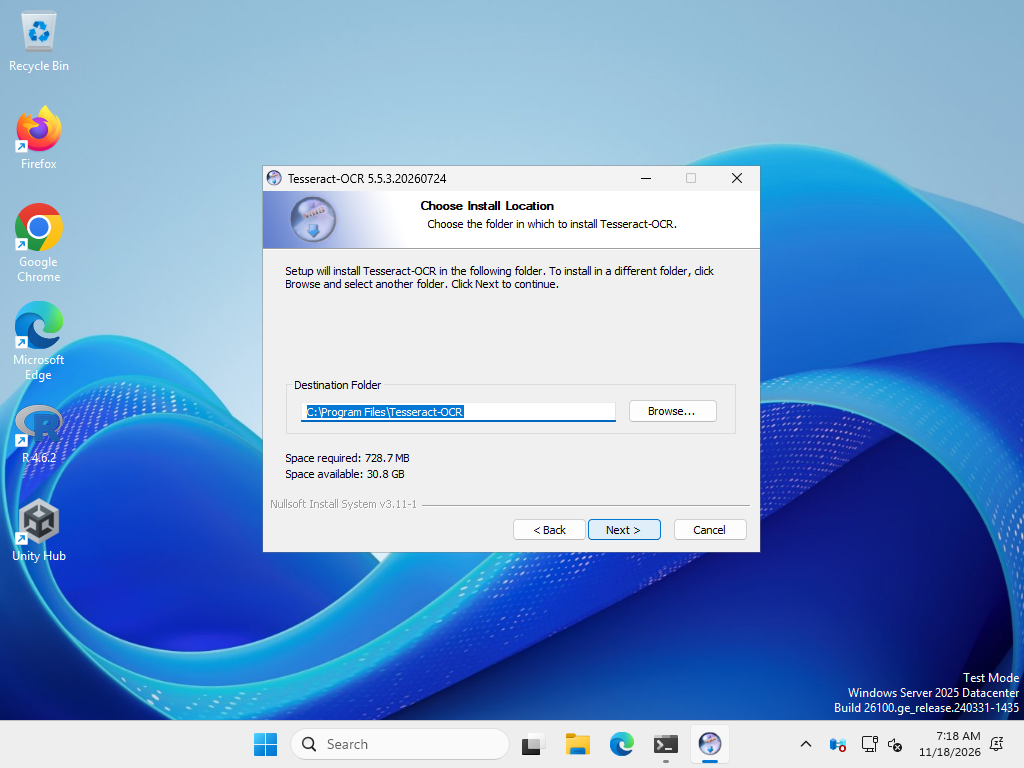 Recycle Bin
Firefox
Google
Chrome
Microsoft
Edge
R 4.6.2
Unity Hub
Tesseract-OCR 5.5.3.20260724
Choose Install Location
Choose the folder in which to install Tesseract-OCR.
Setup will install Tesseract-OCR in the following folder. To install in a different folder, click
Browse and select another folder. Click Next to continue.
Destination Folder
C:\Program Files\Tesseract-OCR
Browse...
Space required: 728.7 MB
Space available: 30.8 GB
Nullsoft Install System v3.11-1
< Back
Next >
Cancel
Test Mode
Windows Server 2025 Datacenter
Build 26100.ge_release.240331-1435
Search
7:18 AM
11/18/2026